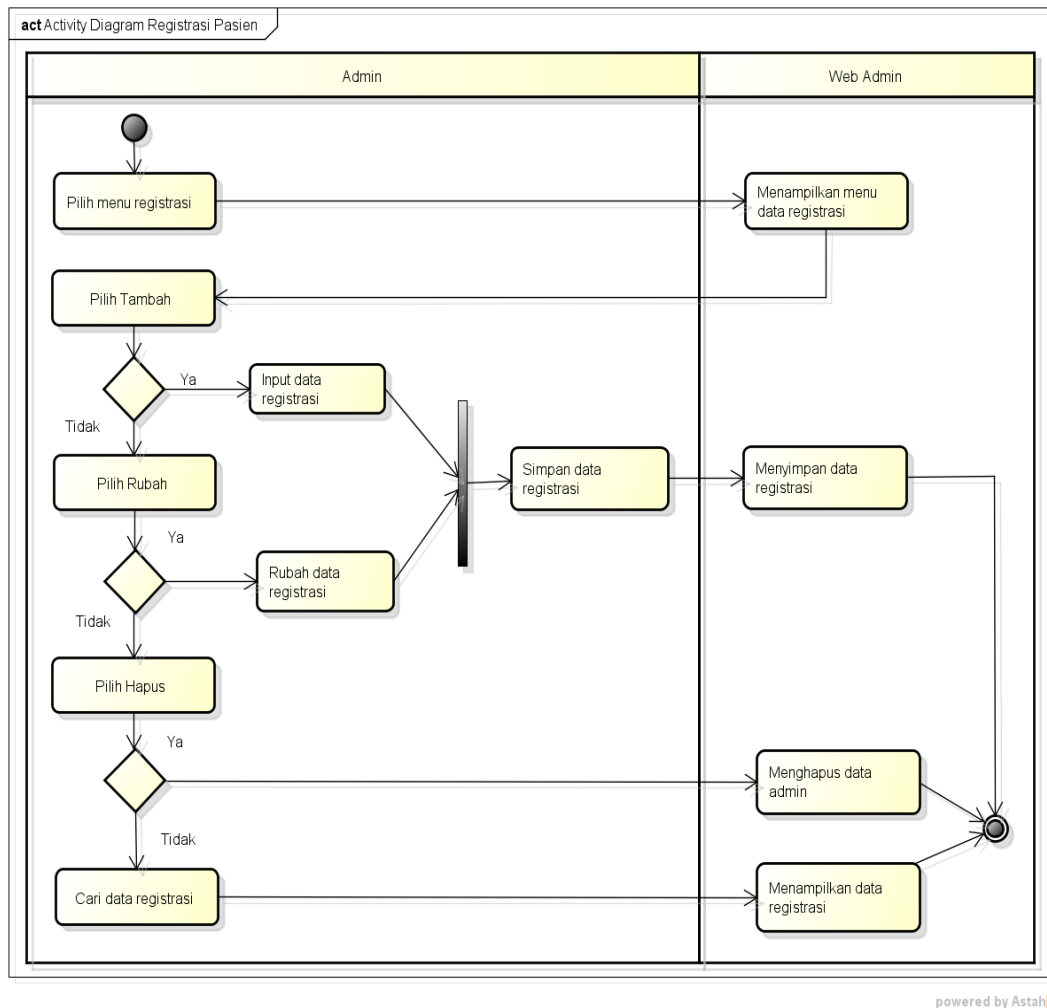 act Activity Diagram Registrasi Pasien
Admin
Web Admin
Pilih menu registrasi
Menampilkan menu
data registrasi
Pilih Tambah
Ya
Input data
registrasi
Tidak
Pilih Rubah
Simpan data
registrasi
Menyimpan data
registrasi
Ya
Rubah data
registrasi
Tidak
Pilih Hapus
Ya
Menghapus data
admin
Tidak
Cari data registrasi
Menampilkan data
registrasi
powered by Astah